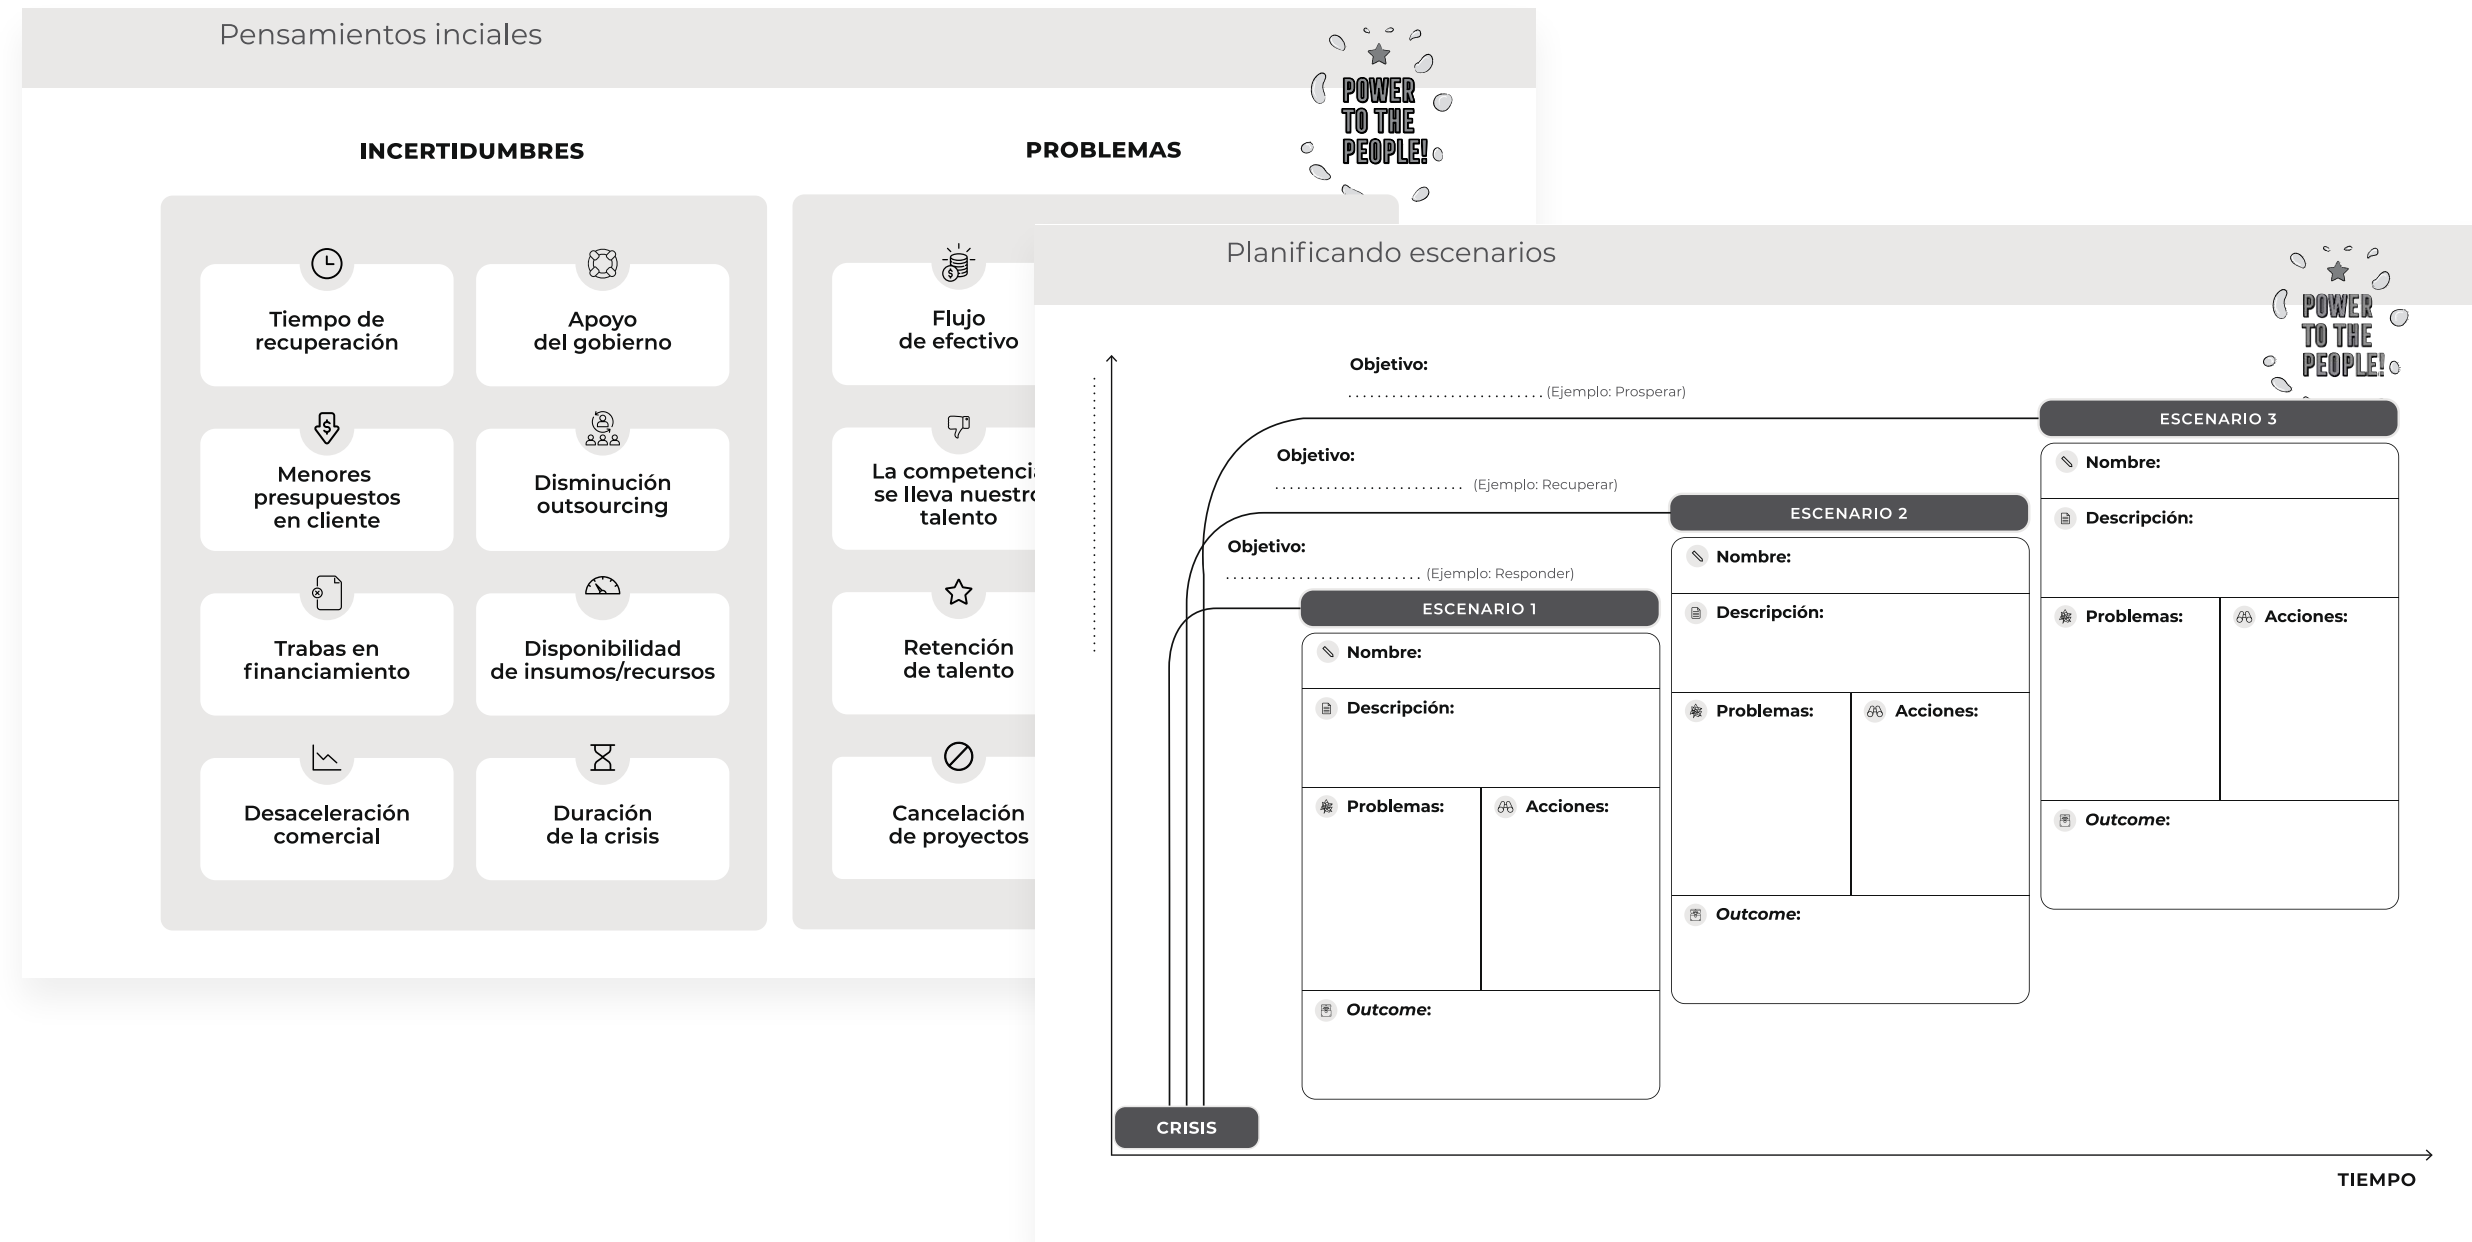 Pensamientos inciales
POWER
TO THE
PEOPLE!
INCERTIDUMBRES
Tiempo de
recuperación
Apoyo
del gobierno
Menores
presupuestos
en cliente
Disminución
outsourcing
Trabas en
financiamiento
Disponibilidad
de insumos/recursos
Desaceleración
comercial
Duración
de la crisis
PROBLEMAS
Flujo
de efectivo
La competencia
se lleva nuestro
talento
Retención
de talento
Cancelación
de proyectos
Planificando escenarios
POWER
TO THE
PEOPLE!
Objetivo:
(Ejemplo: Prosperar)
Objetivo:
(Ejemplo: Recuperar)
Objetivo:
(Ejemplo: Responder)
ESCENARIO 1
Nombre:
Descripción:
Problemas:
Acciones:
Outcome:
ESCENARIO 2
Nombre:
Descripción:
Problemas:
Acciones:
Outcome:
ESCENARIO 3
Nombre:
Descripción:
Problemas:
Acciones:
Outcome:
CRISIS
TIEMPO